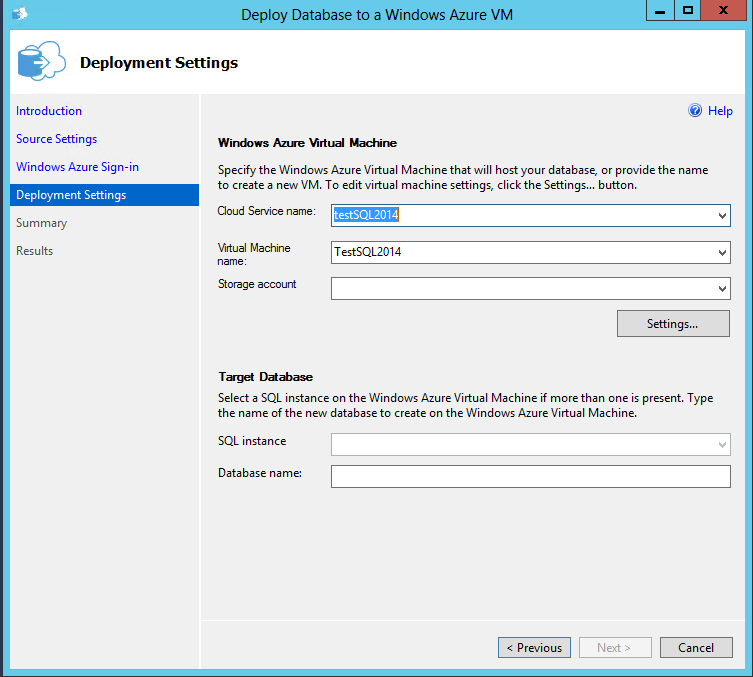 Deploy Database to a Windows Azure VM
Deployment Settings
Introduction
Source Settings
Windows Azure Sign-in
Deployment Settings
Summary
Results
Help
Windows Azure Virtual Machine
Specify the Windows Azure Virtual Machine that will host your database, or provide the name
to create a new VM. To edit virtual machine settings, click the Settings... button.
Cloud Service name:
testSQL2014
Virtual Machine
name:
TestSQL2014
Storage account
Settings...
Target Database
Select a SQL instance on the Windows Azure Virtual Machine if more than one is present. Type
the name of the new database to create on the Windows Azure Virtual Machine.
SQL instance
Database name:
< Previous
Next >
Cancel